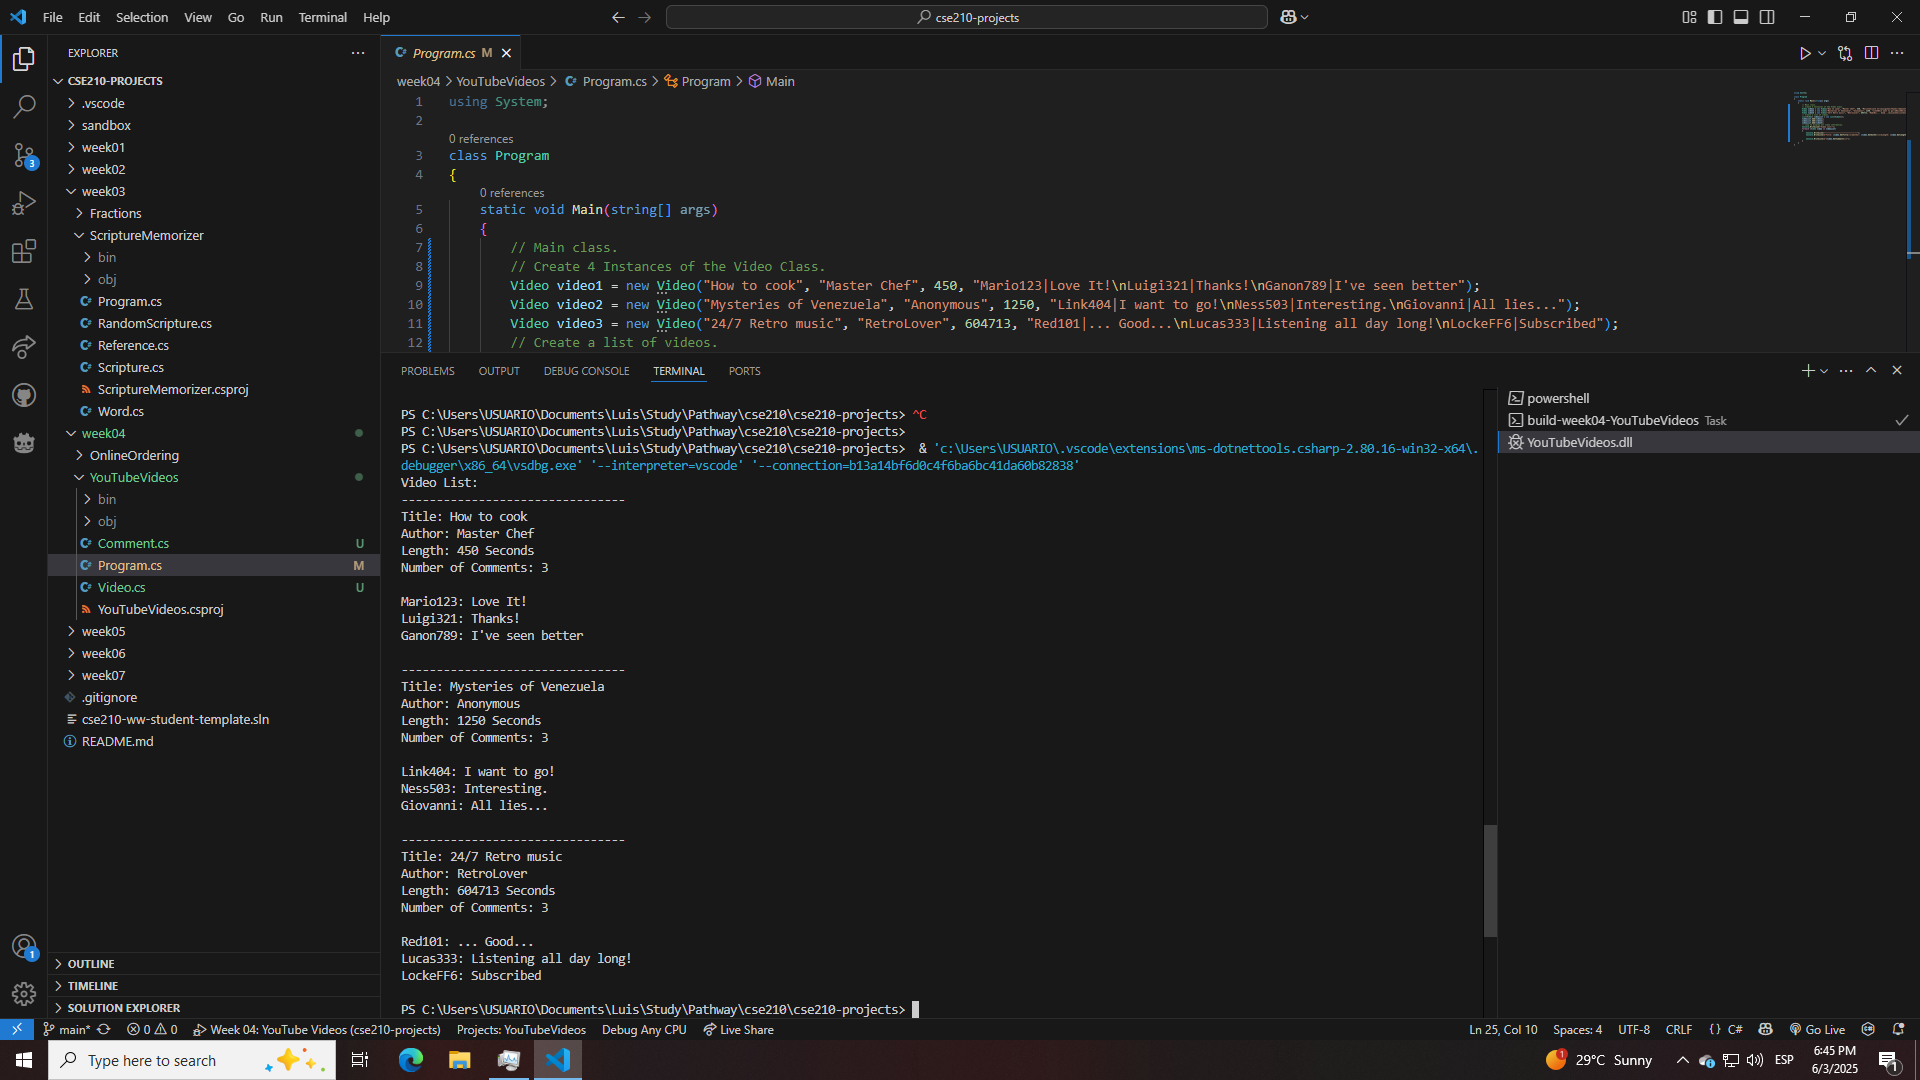 File Edit Selection View Go Run Terminal Help
cse210-projects
EXPLORER
CSE210-PROJECTS
.vscode
sandbox
week01
week02
week03
Fractions
ScriptureMemorizer
bin
obj
Program.cs
RandomScripture.cs
Reference.cs
Scripture.cs
ScriptureMemorizer.csproj
Word.cs
week04
OnlineOrdering
YouTubeVideos
bin
obj
Comment.cs U
Program.cs M
Video.cs U
YouTubeVideos.csproj
week05
week06
week07
.gitignore
cse210-ww-student-template.sln
README.md
OUTLINE
TIMELINE
SOLUTION EXPLORER
3
1
Program.cs M
week04 > YouTubeVideos > Program.cs > Program > Main
1 using System;
2
0 references
3 class Program
4 {
0 references
5 static void Main(string[] args)
6 {
7 // Main class.
8 // Create 4 Instances of the Video Class.
9 Video video1 = new Video("How to cook", "Master Chef", 450, "Mario123|Love It!\nLuigi321|Thanks!\nGanon789|I've seen better");
10 Video video2 = new Video("Mysteries of Venezuela", "Anonymous", 1250, "Link404|I want to go!\nNess503|Interesting.\nGiovanni|All lies...");
11 Video video3 = new Video("24/7 Retro music", "RetroLover", 604713, "Red101|... Good...\nLucas333|Listening all day long!\nLockeFF6|Subscribed");
12 // Create a list of videos.
PROBLEMS OUTPUT DEBUG CONSOLE TERMINAL PORTS
PS C:\Users\USUARIO\Documents\Luis\Study\Pathway\cse210\cse210-projects> ^C
PS C:\Users\USUARIO\Documents\Luis\Study\Pathway\cse210\cse210-projects>
PS C:\Users\USUARIO\Documents\Luis\Study\Pathway\cse210\cse210-projects> & 'c:\Users\USUARIO\.vscode\extensions\ms-dotnettools.csharp-2.80.16-win32-x64\.
debugger\x86_64\vsdbg.exe' '--interpreter=vscode' '--connection=b13a14bf6d0c4f6ba6bc41da60b82838'
Video List:
--------------------------------
Title: How to cook
Author: Master Chef
Length: 450 Seconds
Number of Comments: 3
Mario123: Love It!
Luigi321: Thanks!
Ganon789: I've seen better
--------------------------------
Title: Mysteries of Venezuela
Author: Anonymous
Length: 1250 Seconds
Number of Comments: 3
Link404: I want to go!
Ness503: Interesting.
Giovanni: All lies...
--------------------------------
Title: 24/7 Retro music
Author: RetroLover
Length: 604713 Seconds
Number of Comments: 3
Red101: ... Good...
Lucas333: Listening all day long!
LockeFF6: Subscribed
PS C:\Users\USUARIO\Documents\Luis\Study\Pathway\cse210\cse210-projects>
powershell
build-week04-YouTubeVideos Task
YouTubeVideos.dll
main* 0 0 Week 04: YouTube Videos (cse210-projects) Projects: YouTubeVideos Debug Any CPU Live Share
Ln 25, Col 10 Spaces: 4 UTF-8 CRLF {} C# Go Live
Type here to search
1 29°C Sunny
ESP
6:45 PM
6/3/2025
1